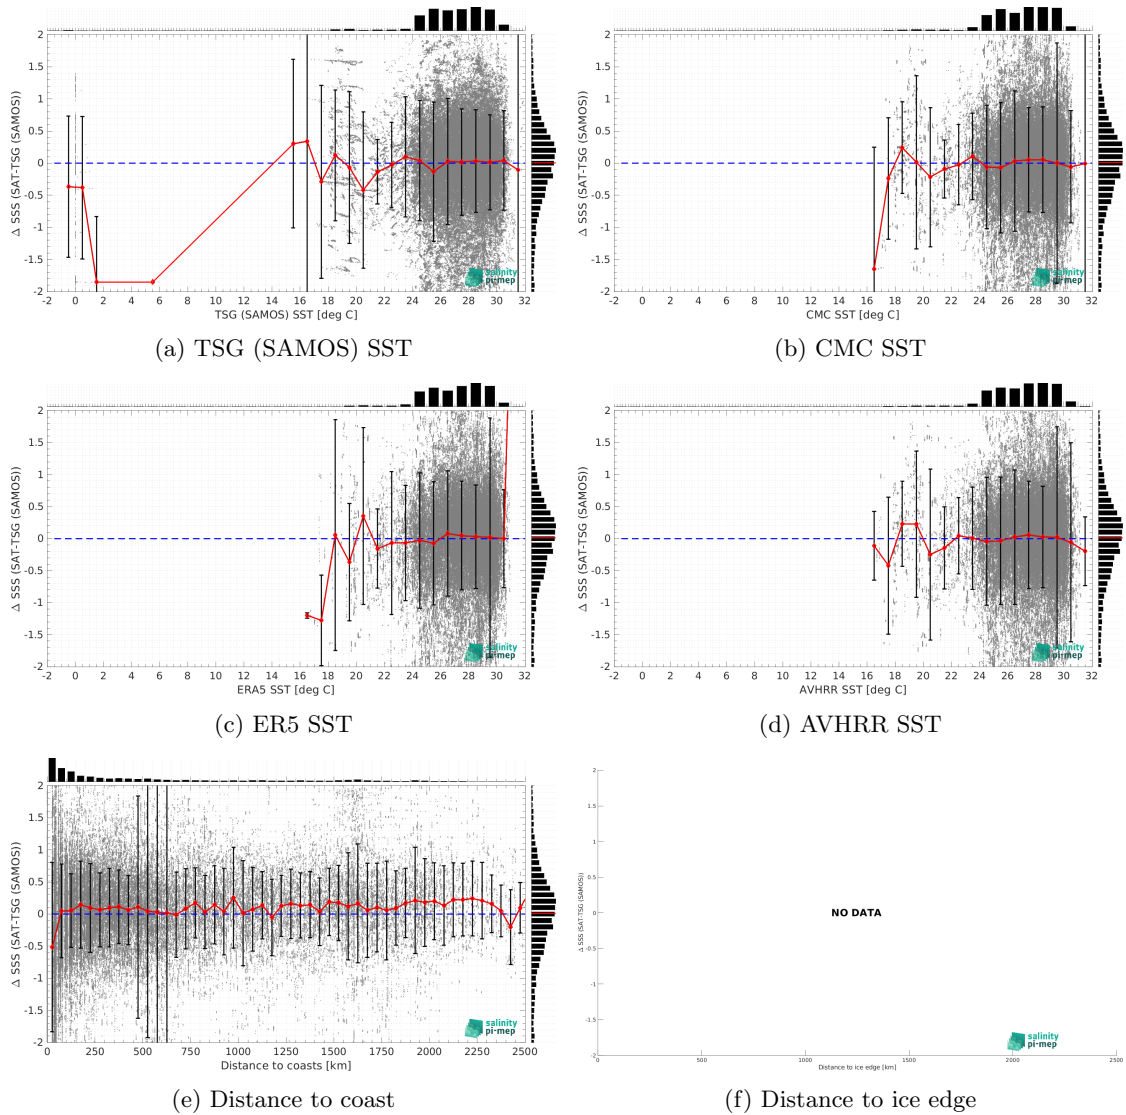 2
1.5
1
0.5
0
-0.5
-1
-1.5
-2
Δ SSS (SAT-TSG (SAMOS))
-2 0 2 4 6 8 10 12 14 16 18 20 22 24 26 28 30 32
TSG (SAMOS) SST [deg C]
salinity
pi-mep
(a) TSG (SAMOS) SST
2
1.5
1
0.5
0
-0.5
-1
-1.5
-2
Δ SSS (SAT-TSG (SAMOS))
-2 0 2 4 6 8 10 12 14 16 18 20 22 24 26 28 30 32
CMC SST [deg C]
salinity
pi-mep
(b) CMC SST
2
1.5
1
0.5
0
-0.5
-1
-1.5
-2
Δ SSS (SAT-TSG (SAMOS))
-2 0 2 4 6 8 10 12 14 16 18 20 22 24 26 28 30 32
ERA5 SST [deg C]
salinity
pi-mep
(c) ER5 SST
2
1.5
1
0.5
0
-0.5
-1
-1.5
-2
Δ SSS (SAT-TSG (SAMOS))
-2 0 2 4 6 8 10 12 14 16 18 20 22 24 26 28 30 32
AVHRR SST [deg C]
salinity
pi-mep
(d) AVHRR SST
2
1.5
1
0.5
0
-0.5
-1
-1.5
-2
Δ SSS (SAT-TSG (SAMOS))
0 250 500 750 1000 1250 1500 1750 2000 2250 2500
Distance to coasts [km]
salinity
pi-mep
(e) Distance to coast
2
1.5
1
0.5
0
-0.5
-1
-1.5
-2
Δ SSS (SAT-TSG (SAMOS))
NO DATA
0 500 1000 1500 2000 2500
Distance to ice edge [km]
salinity
pi-mep
(f) Distance to ice edge